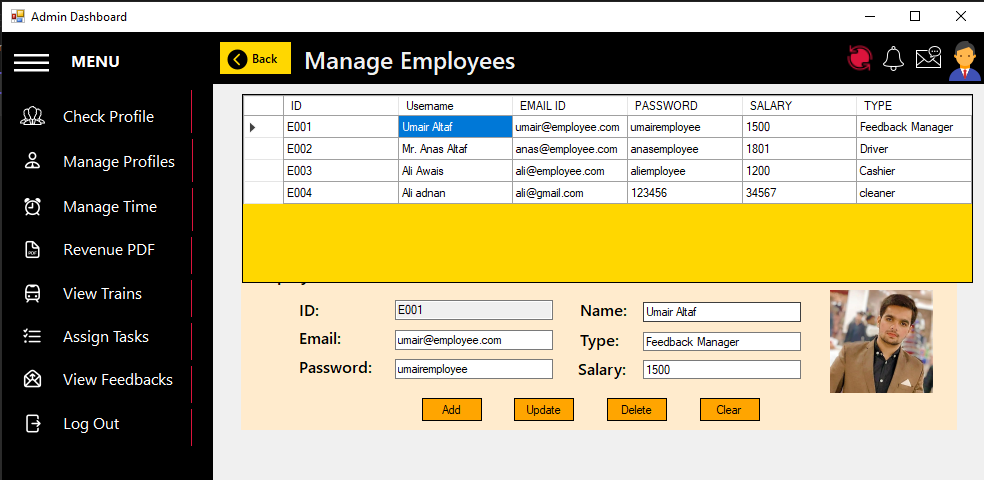 Admin Dashboard
MENU
Back
Manage Employees
Check Profile
Manage Profiles
Manage Time
Revenue PDF
View Trains
Assign Tasks
View Feedbacks
Log Out
ID Username EMAIL ID PASSWORD SALARY TYPE
E001 Umair Altaf umair@employee.com umairemployee 1500 Feedback Manager
E002 Mr. Anas Altaf anas@employee.com anasemployee 1801 Driver
E003 Ali Awais ali@employee.com aliemployee 1200 Cashier
E004 Ali adnan ali@gmail.com 123456 34567 cleaner
ID: E001 Name: Umair Altaf
Email: umair@employee.com Type: Feedback Manager
Password: umairemployee Salary: 1500
Add Update Delete Clear